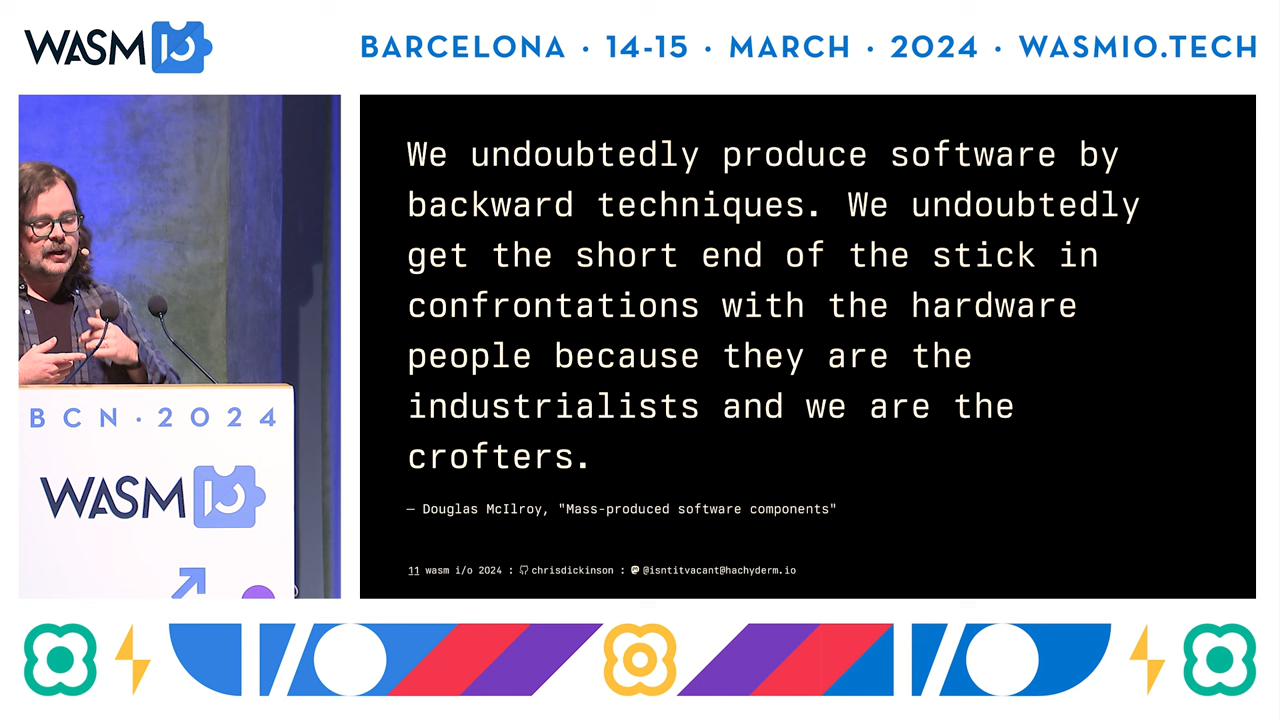 WASM IO
BARCELONA · 14-15 · MARCH · 2024 · WASMIO.TECH
We undoubtedly produce software by
backward techniques. We undoubtedly
get the short end of the stick in
confrontations with the hardware
people because they are the
industrialists and we are the
crofters.
— Douglas McIlroy, "Mass-produced software components"
11 wasm i/o 2024 : chrisdickinson : @isntitvacant@hachyderm.io
BCN·2024
WASM IO
I/O
I/O